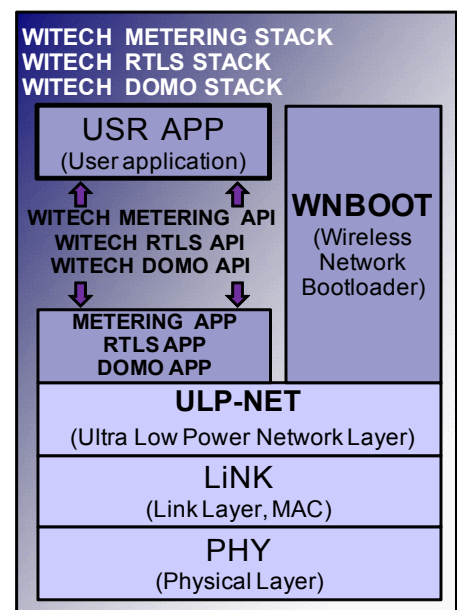 WITECH METERING STACK
WITECH RTLS STACK
WITECH DOMO STACK
USR APP
(User application)
WITECH METERING API
WITECH RTLS API
WITECH DOMO API
METERING APP
RTLS APP
DOMO APP
WNBOOT
(Wireless
Network
Bootloader)
ULP-NET
(Ultra Low Power Network Layer)
LiNK
(Link Layer, MAC)
PHY
(Physical Layer)